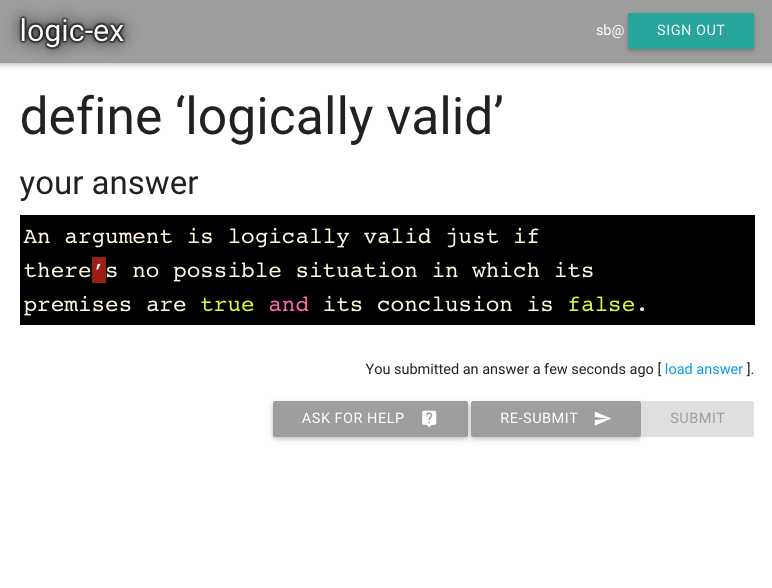 logic-ex
sb@ SIGN OUT
define ‘logically valid’
your answer
An argument is logically valid just if
there’s no possible situation in which its
premises are true and its conclusion is false.
You submitted an answer a few seconds ago [ load answer ].
ASK FOR HELP RE-SUBMIT SUBMIT